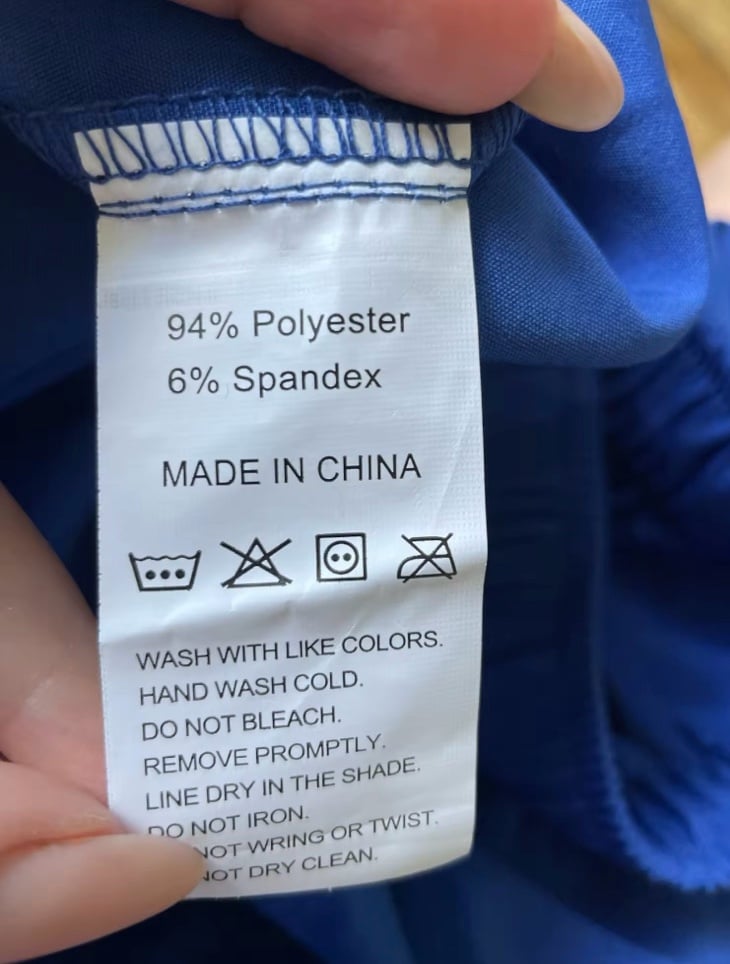 94% Polyester
6% Spandex
MADE IN CHINA
WASH WITH LIKE COLORS.
HAND WASH COLD.
DO NOT BLEACH.
REMOVE PROMPTLY.
LINE DRY IN THE SHADE.
DO NOT IRON.
NOT WRING OR TWIST.
NOT DRY CLEAN.